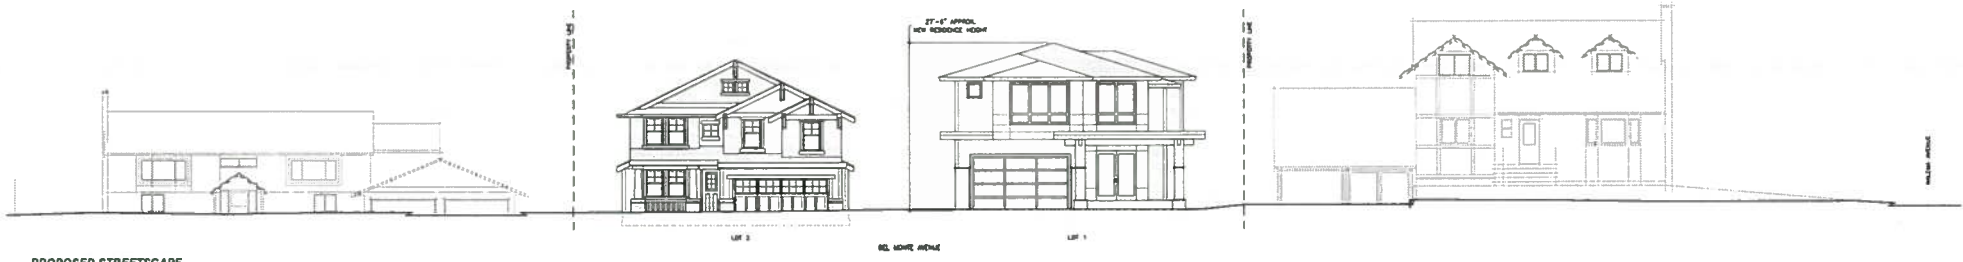 PROPERTY LINE
27'-6" APPROX.
NEW RESIDENCE HEIGHT
PROPERTY LINE
LOT 2
LOT 1
BEL MONTE AVENUE
PROPOSED STREETSCAPE